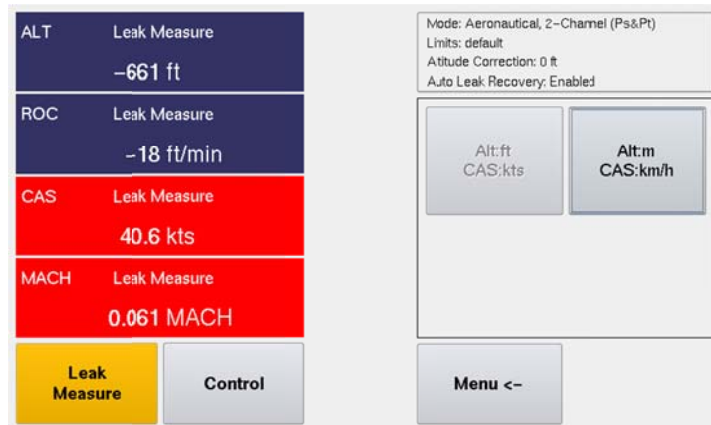 ALT Leak Measure
–661 ft
ROC Leak Measure
–18 ft/min
CAS Leak Measure
40.6 kts
MACH Leak Measure
0.061 MACH
Leak
Measure
Control
Mode: Aeronautical, 2–Channel (Ps&Pt)
Limits: default
Atitude Correction: 0 ft
Auto Leak Recovery: Enabled
Alt:ft
CAS:kts
Alt:m
CAS:km/h
Menu <–